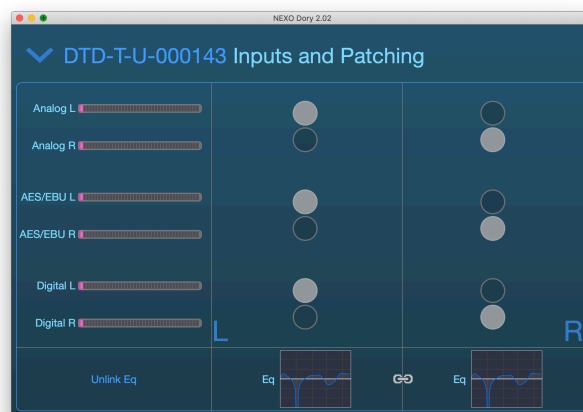 NEXO Dory 2.02
DTD-T-U-000143 Inputs and Patching
Analog L
Analog R
AES/EBU L
AES/EBU R
Digital L
Digital R
L
R
Unlink Eq
Eq
Eq